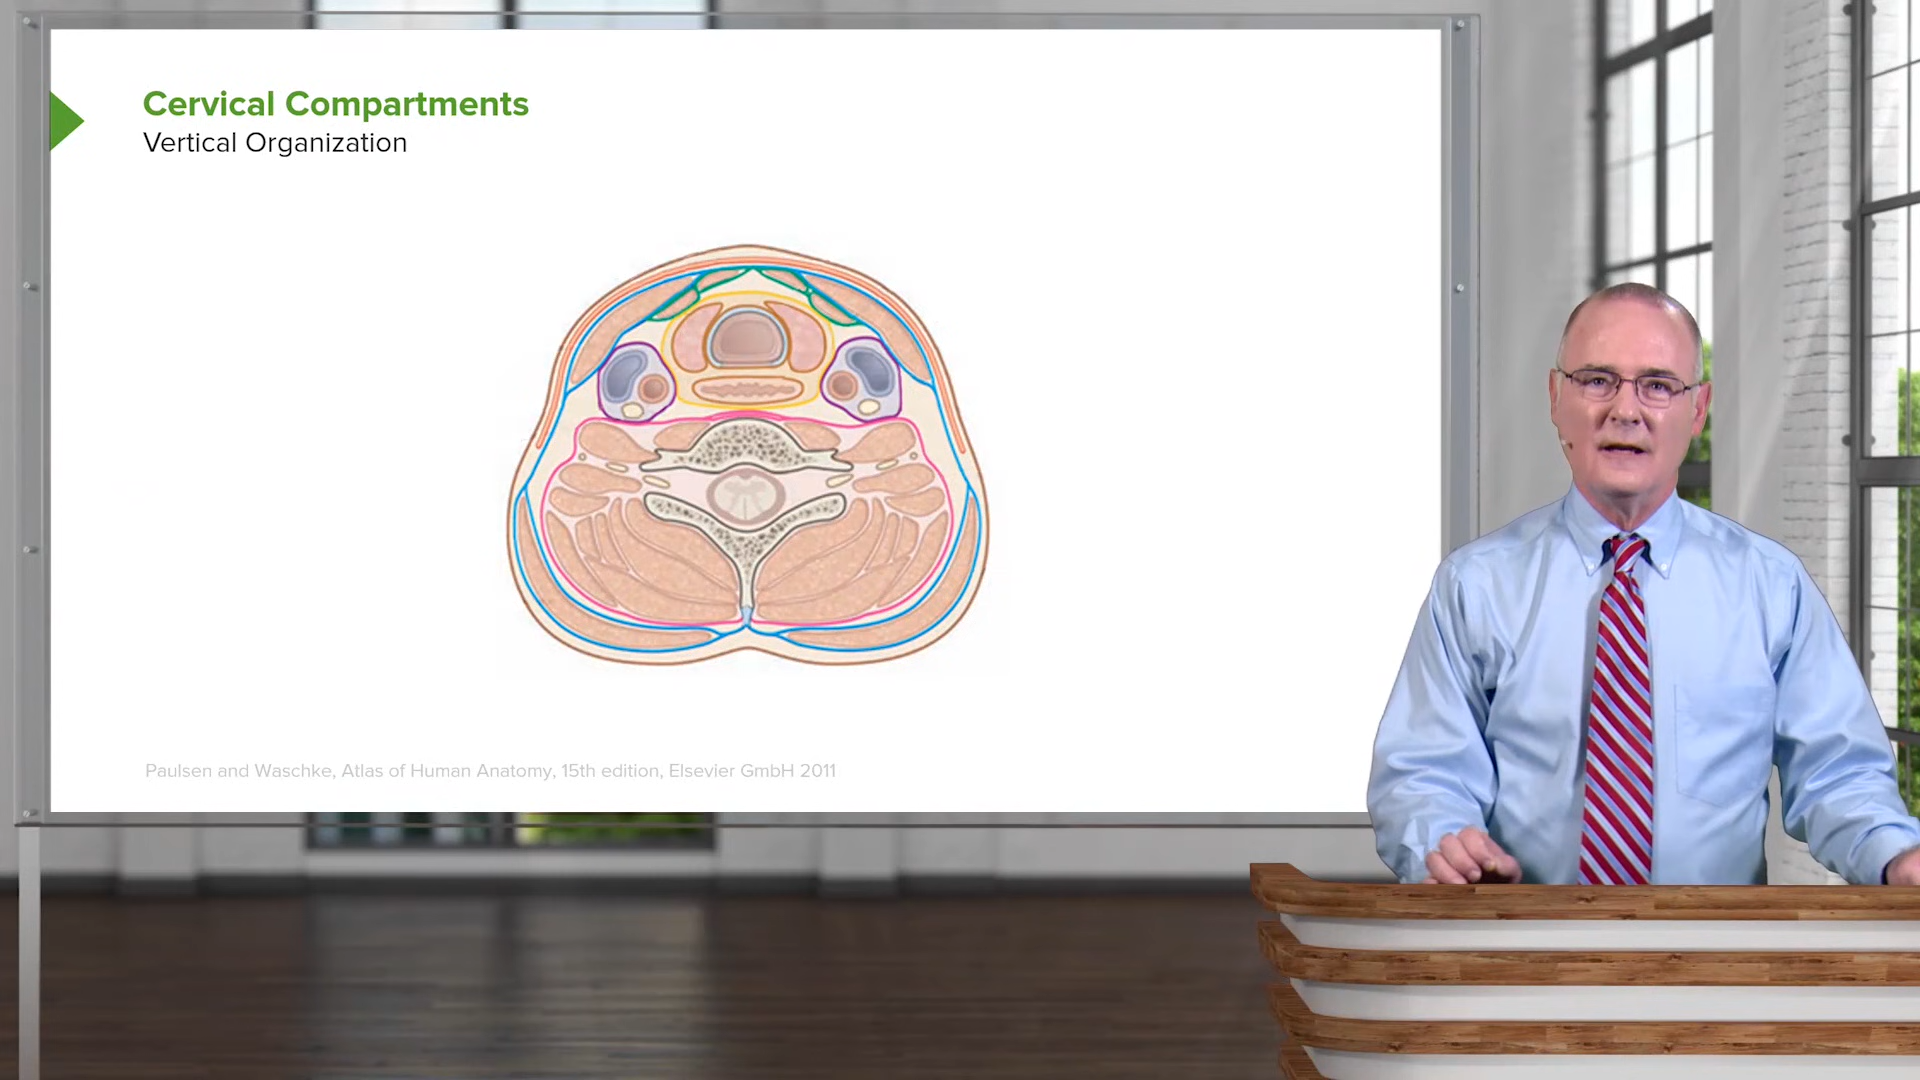 Cervical Compartments
Vertical Organization
Paulsen and Waschke, Atlas of Human Anatomy, 15th edition, Elsevier GmbH 2011